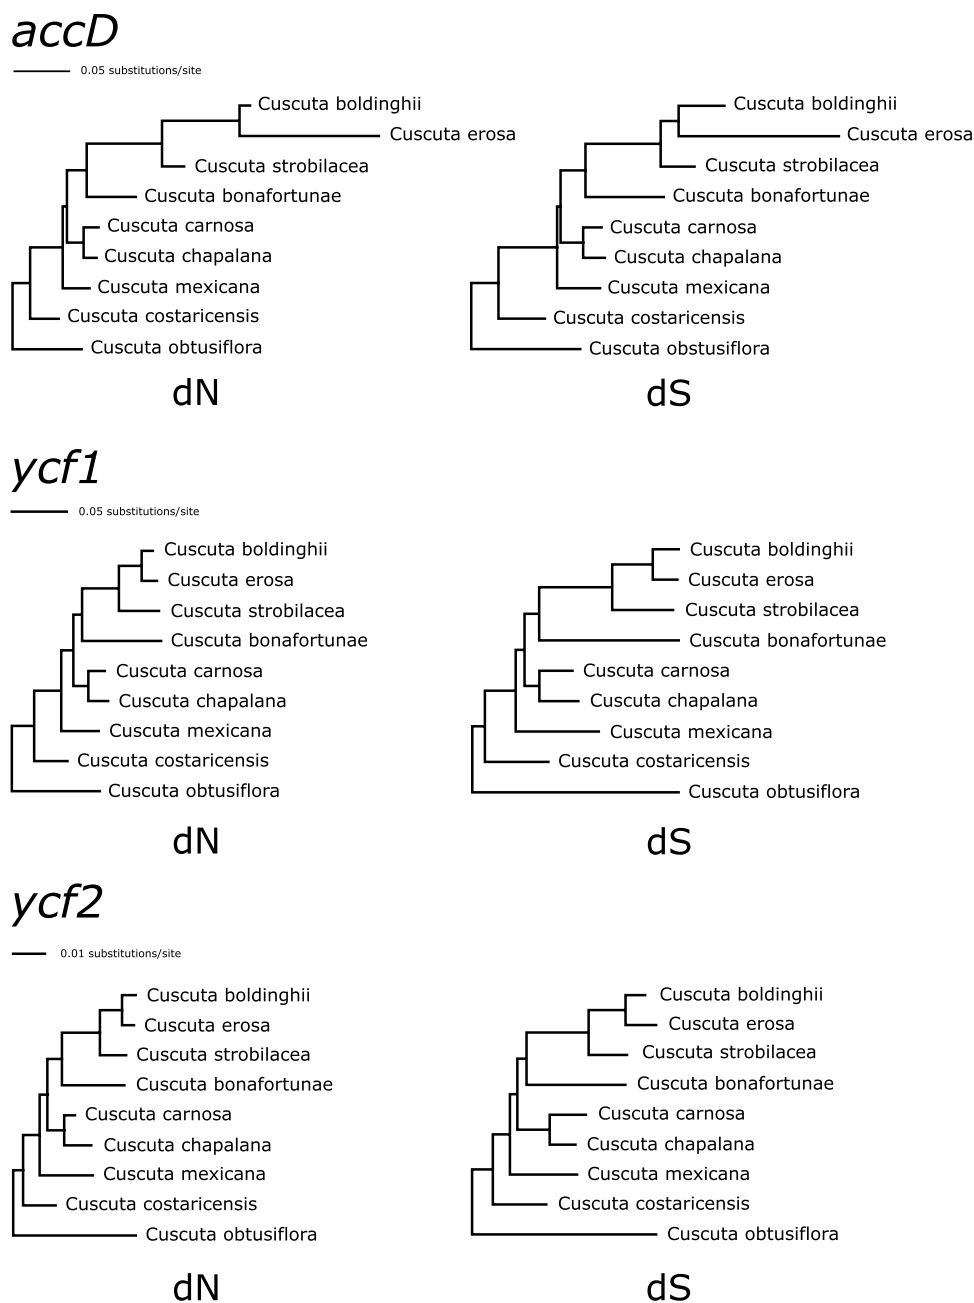 accD
0.05 substitutions/site
Cuscuta boldinghii
Cuscuta erosa
Cuscuta strobilacea
Cuscuta bonafortunae
Cuscuta carnosa
Cuscuta chapalana
Cuscuta mexicana
Cuscuta costaricensis
Cuscuta obtusiflora
dN
Cuscuta boldinghii
Cuscuta erosa
Cuscuta strobilacea
Cuscuta bonafortunae
Cuscuta carnosa
Cuscuta chapalana
Cuscuta mexicana
Cuscuta costaricensis
Cuscuta obstusiflora
dS
ycf1
0.05 substitutions/site
Cuscuta boldinghii
Cuscuta erosa
Cuscuta strobilacea
Cuscuta bonafortunae
Cuscuta carnosa
Cuscuta chapalana
Cuscuta mexicana
Cuscuta costaricensis
Cuscuta obtusiflora
dN
Cuscuta boldinghii
Cuscuta erosa
Cuscuta strobilacea
Cuscuta bonafortunae
Cuscuta carnosa
Cuscuta chapalana
Cuscuta mexicana
Cuscuta costaricensis
Cuscuta obtusiflora
dS
ycf2
0.01 substitutions/site
Cuscuta boldinghii
Cuscuta erosa
Cuscuta strobilacea
Cuscuta bonafortunae
Cuscuta carnosa
Cuscuta chapalana
Cuscuta mexicana
Cuscuta costaricensis
Cuscuta obtusiflora
dN
Cuscuta boldinghii
Cuscuta erosa
Cuscuta strobilacea
Cuscuta bonafortunae
Cuscuta carnosa
Cuscuta chapalana
Cuscuta mexicana
Cuscuta costaricensis
Cuscuta obtusiflora
dS